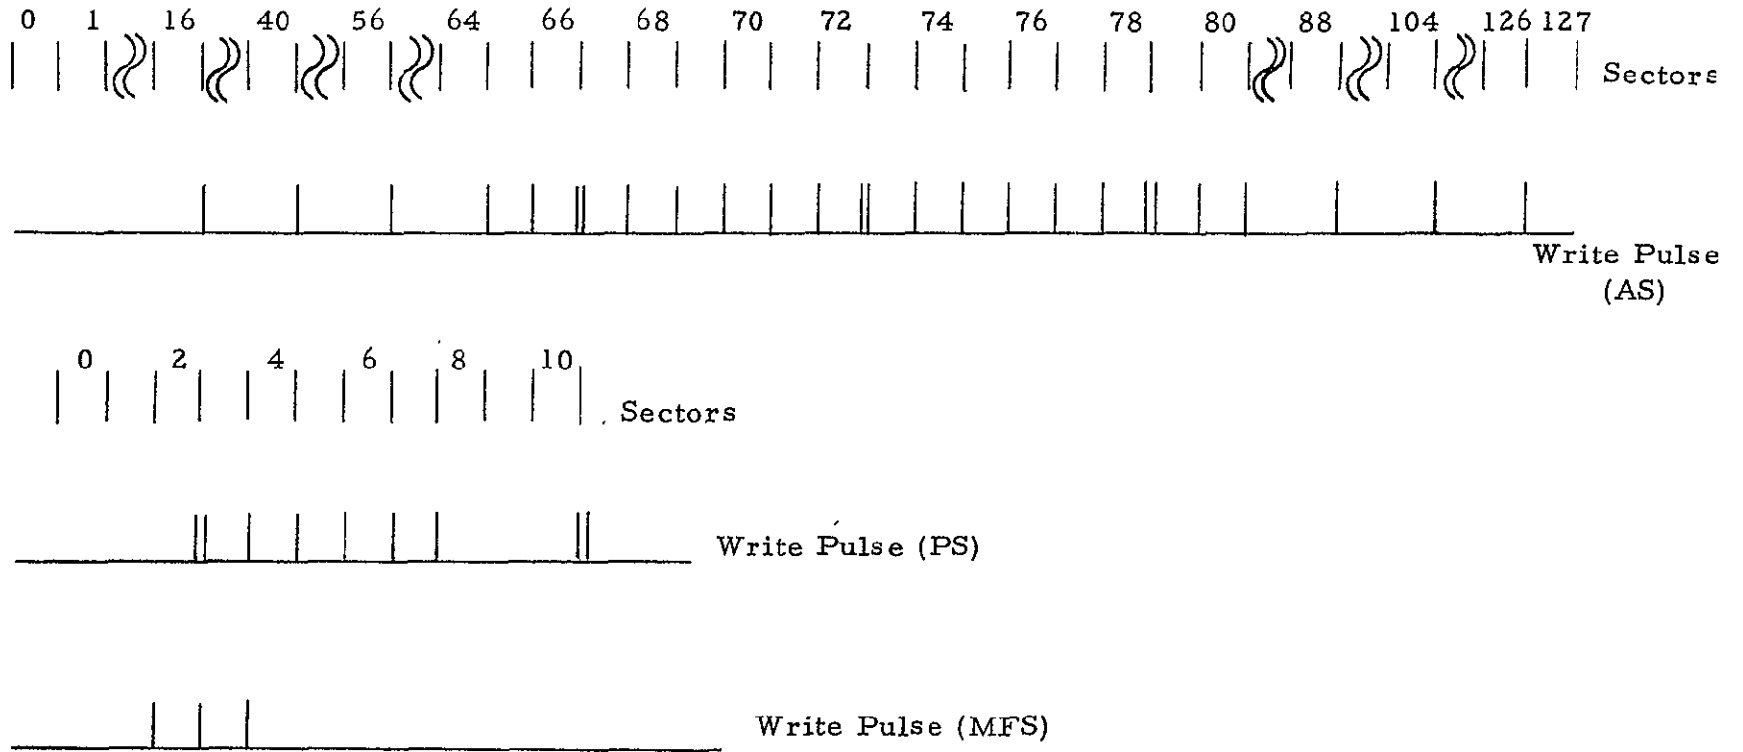 0 1 16 40 56 64 66 68 70 72 74 76 78 80 88 104 126 127
Sectors
Write Pulse
(AS)
0 2 4 6 8 10
Sectors
Write Pulse (PS)
Write Pulse (MFS)